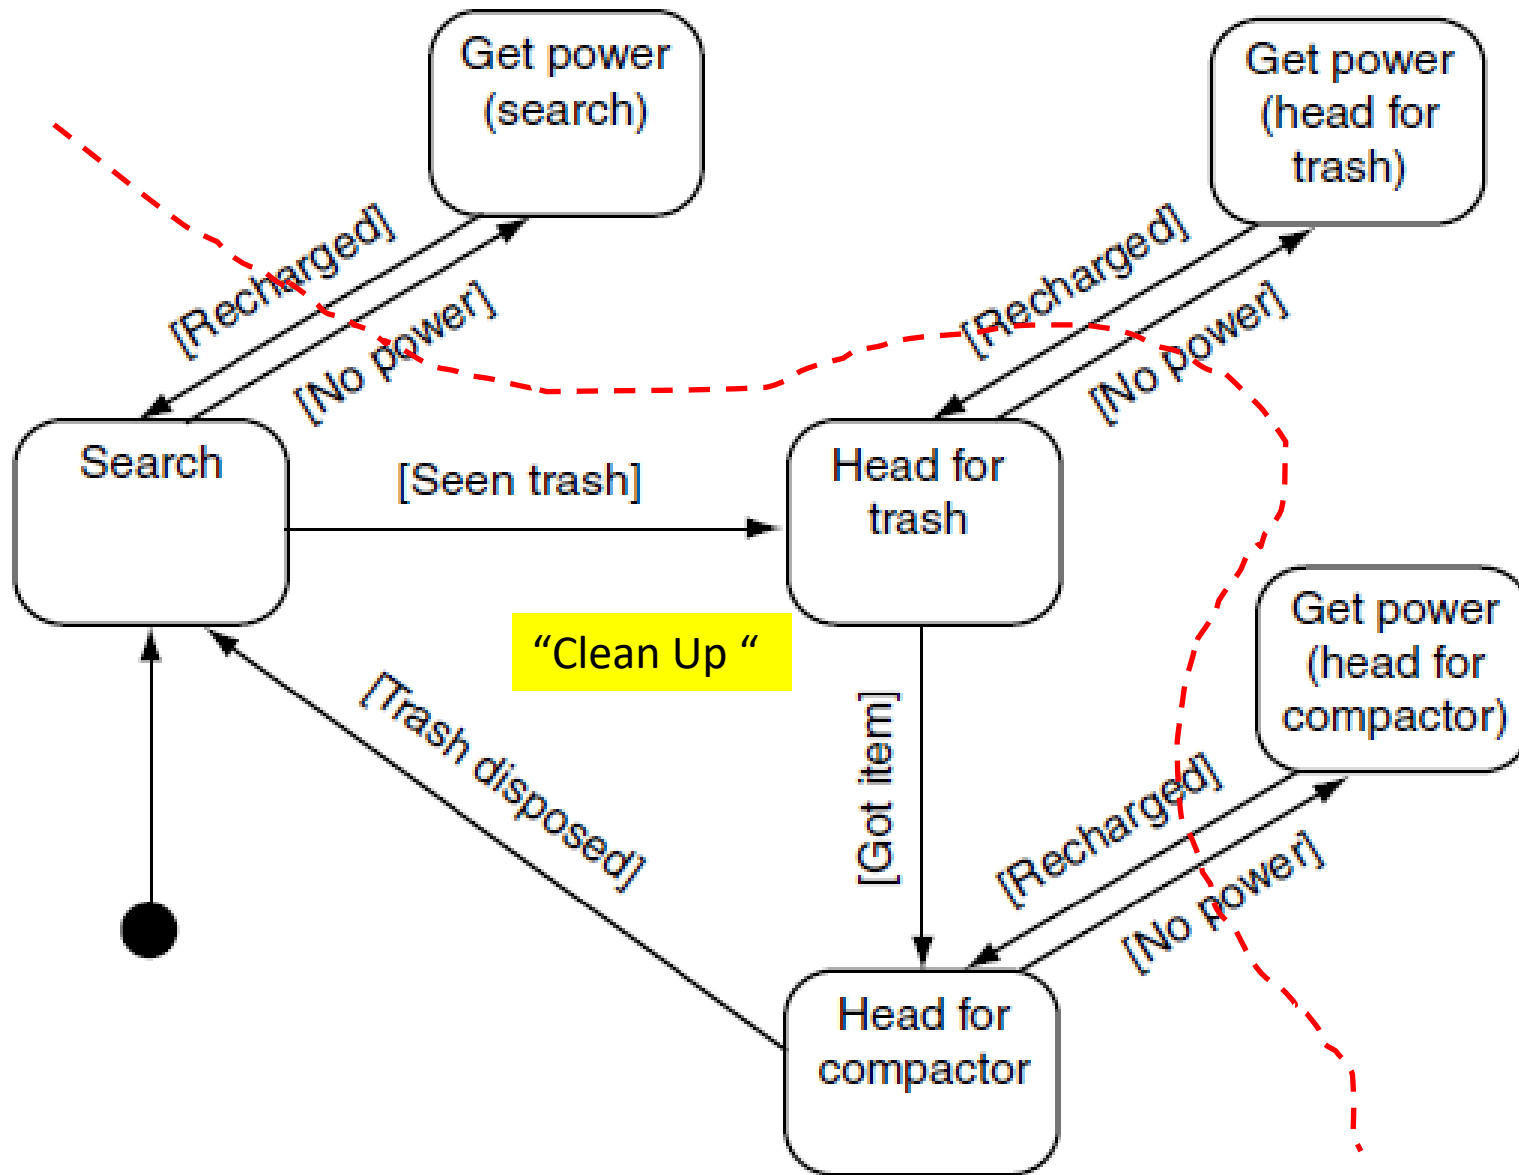 Get power
(search)
Get power
(head for
trash)
[Recharged]
[No power]
[Recharged]
[No power]
Search
[Seen trash]
Head for
trash
“Clean Up “
Get power
(head for
compactor)
[Trash disposed]
[Got item]
[Recharged]
[No power]
Head for
compactor